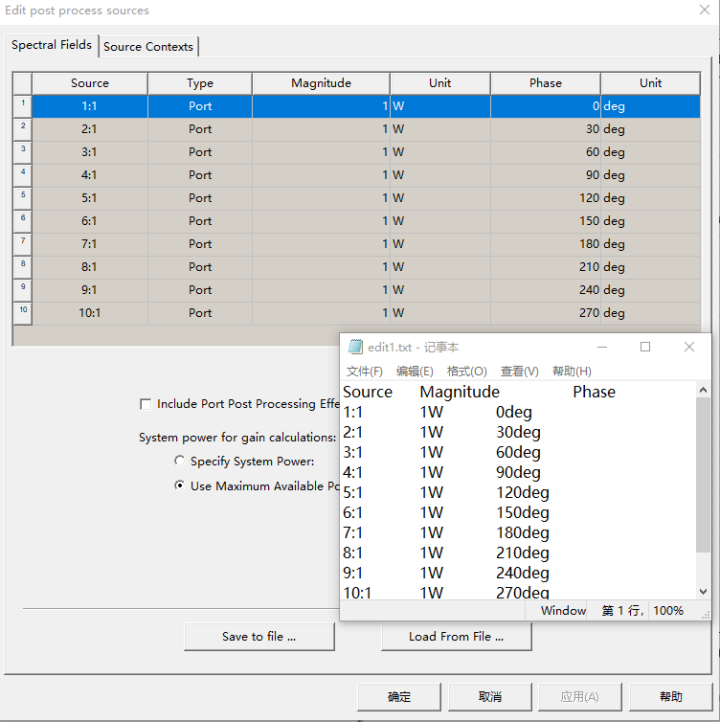 Edit post process sources
Spectral Fields Source Contexts
Source Type Magnitude Unit Phase Unit
1 1:1 Port 1 W 0 deg
2 2:1 Port 1 W 30 deg
3 3:1 Port 1 W 60 deg
4 4:1 Port 1 W 90 deg
5 5:1 Port 1 W 120 deg
6 6:1 Port 1 W 150 deg
7 7:1 Port 1 W 180 deg
8 8:1 Port 1 W 210 deg
9 9:1 Port 1 W 240 deg
10 10:1 Port 1 W 270 deg
Include Port Post Processing Effe
System power for gain calculations:
Specify System Power:
Use Maximum Available Po
edit1.txt - 记事本
文件(F) 编辑(E) 格式(O) 查看(V) 帮助(H)
Source Magnitude Phase
1:1 1W 0deg
2:1 1W 30deg
3:1 1W 60deg
4:1 1W 90deg
5:1 1W 120deg
6:1 1W 150deg
7:1 1W 180deg
8:1 1W 210deg
9:1 1W 240deg
10:1 1W 270deg
Window 第 1 行, 100%
Save to file ... Load From File ...
确定 取消 应用(A) 帮助